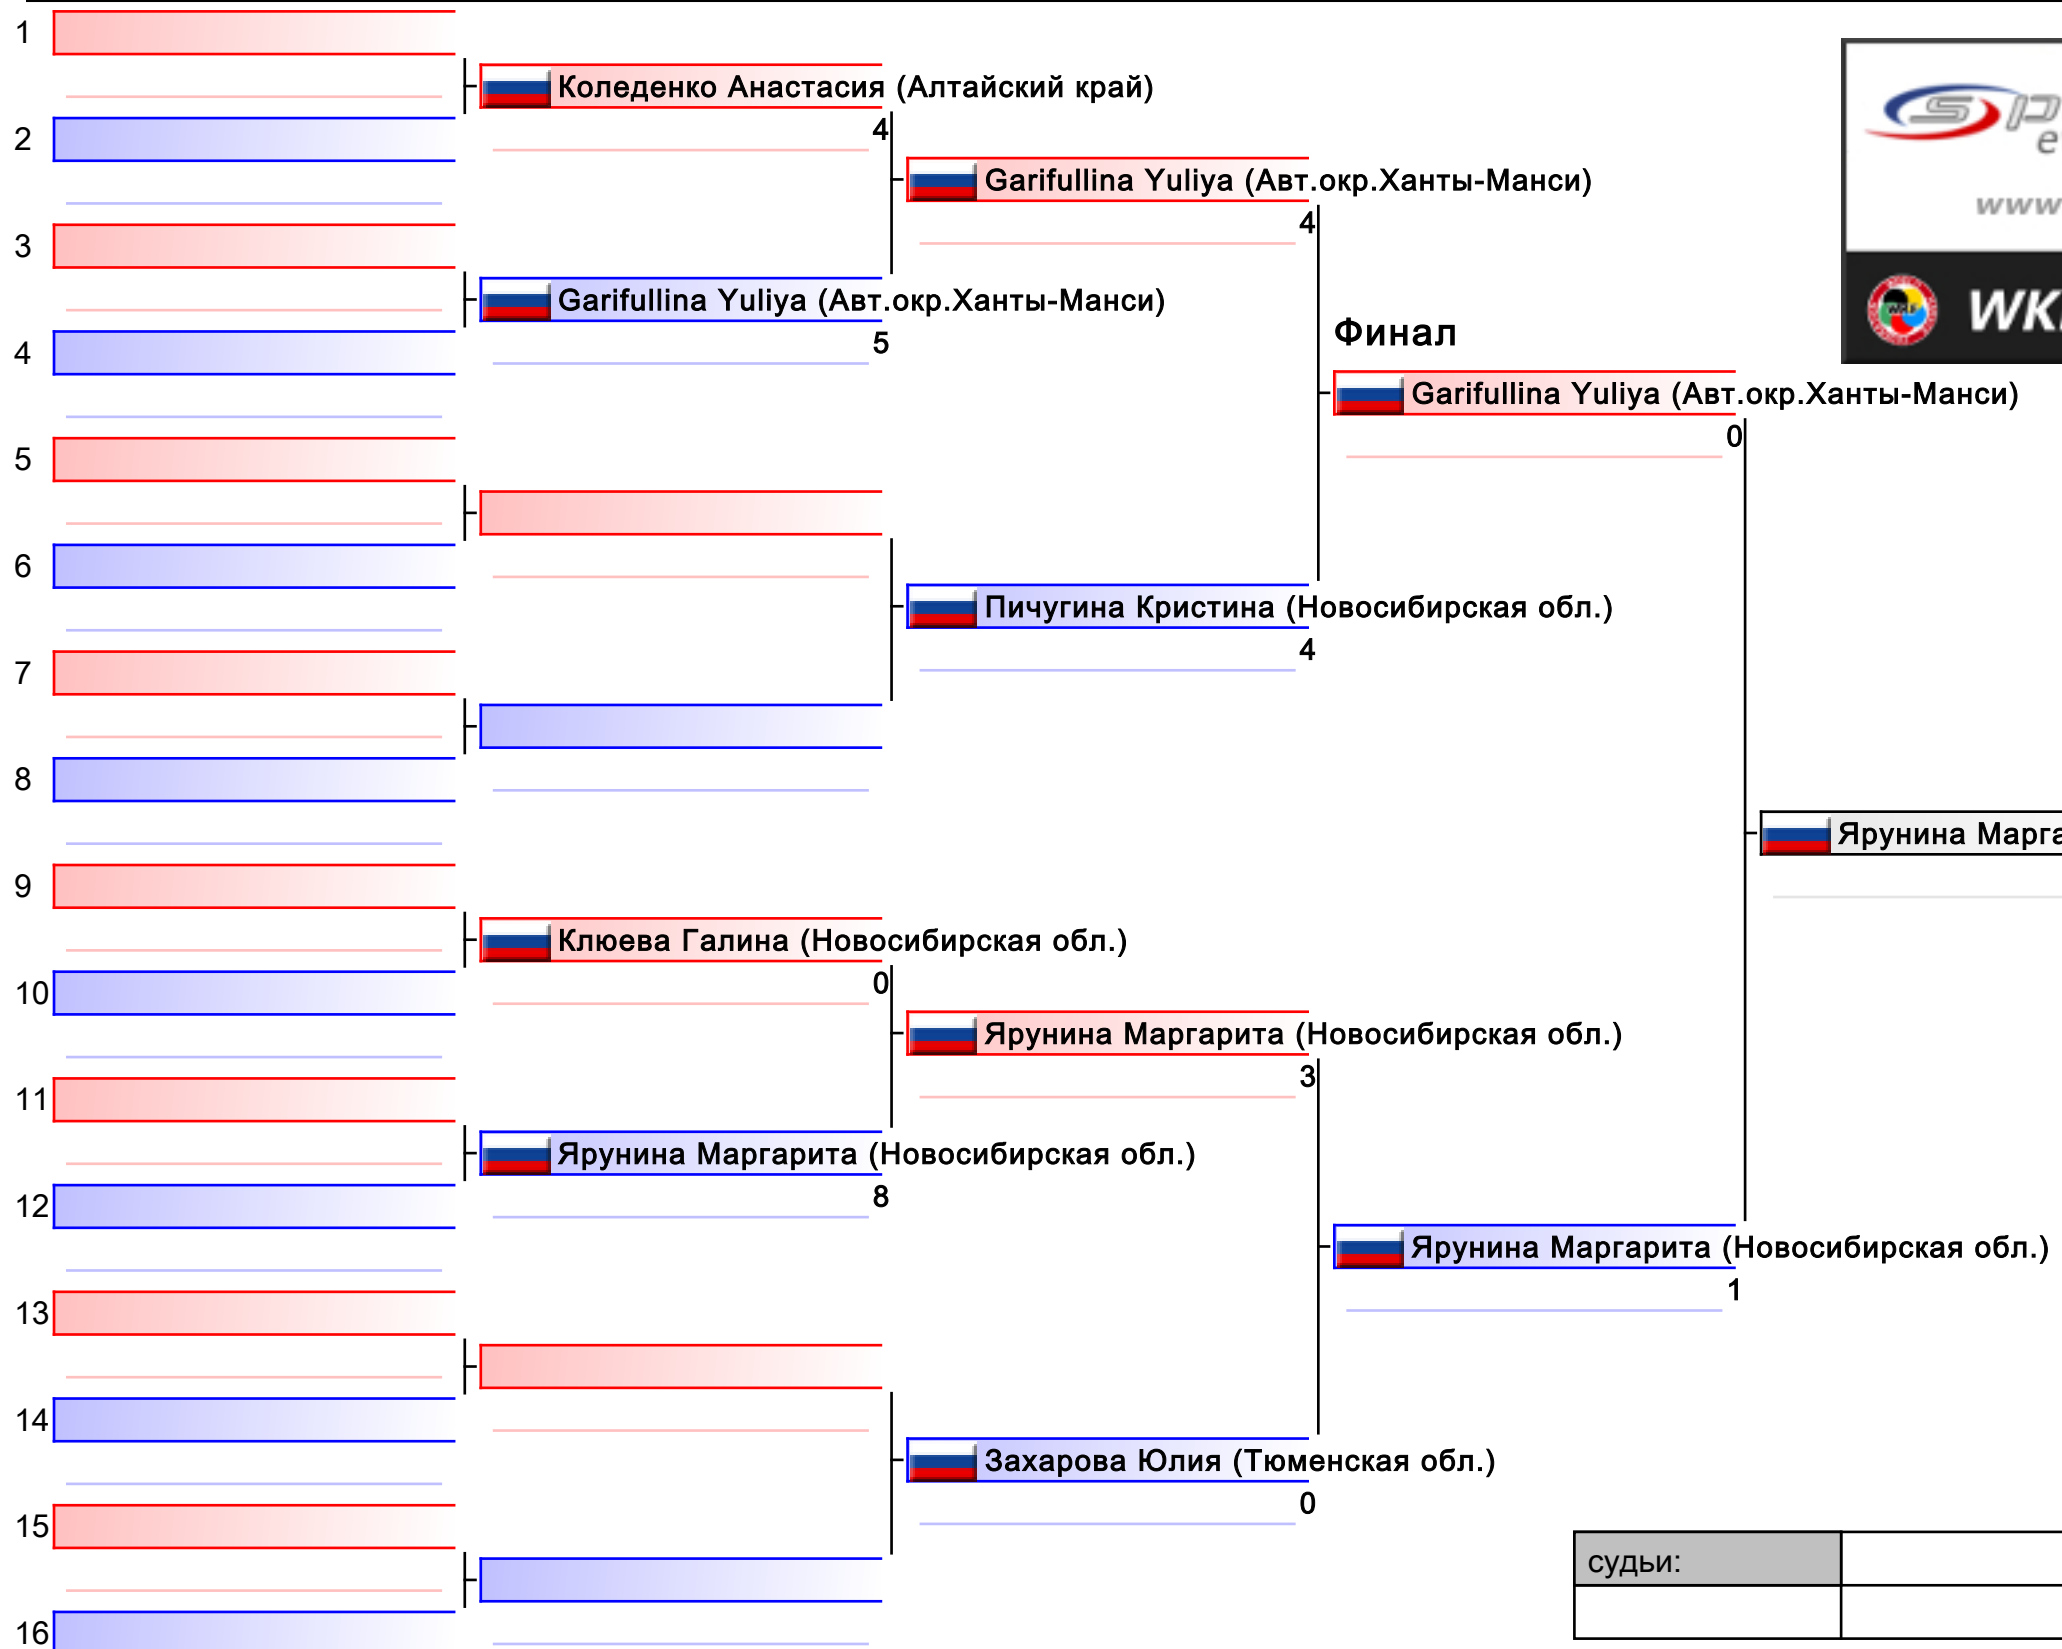 1
Коледенко Анастасия (Алтайский край)
4
2
Garifullina Yuliya (Авт.окр.Ханты-Манси)
4
3
Garifullina Yuliya (Авт.окр.Ханты-Манси)
5
4
Финал
Garifullina Yuliya (Авт.окр.Ханты-Манси)
0
5
6
Пичугина Кристина (Новосибирская обл.)
4
7
8
Ярунина
9
Клюева Галина (Новосибирская обл.)
0
10
Ярунина Маргарита (Новосибирская обл.)
3
11
Ярунина Маргарита (Новосибирская обл.)
8
12
Ярунина Маргарита (Новосибирская обл.)
1
13
14
Захарова Юлия (Тюменская обл.)
0
15
16
судьи:
www